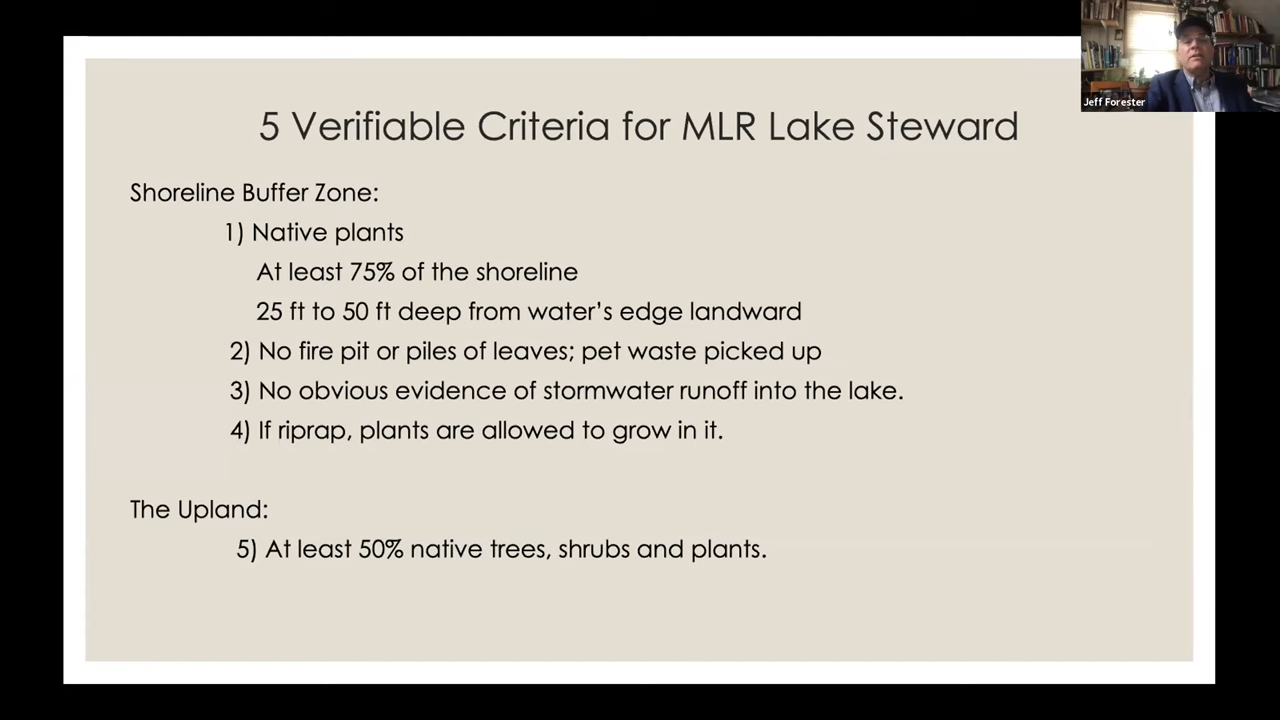 5 Verifiable Criteria for MLR Lake Steward
Shoreline Buffer Zone:
1) Native plants
At least 75% of the shoreline
25 ft to 50 ft deep from water’s edge landward
2) No fire pit or piles of leaves; pet waste picked up
3) No obvious evidence of stormwater runoff into the lake.
4) If riprap, plants are allowed to grow in it.
The Upland:
5) At least 50% native trees, shrubs and plants.
Jeff Forester